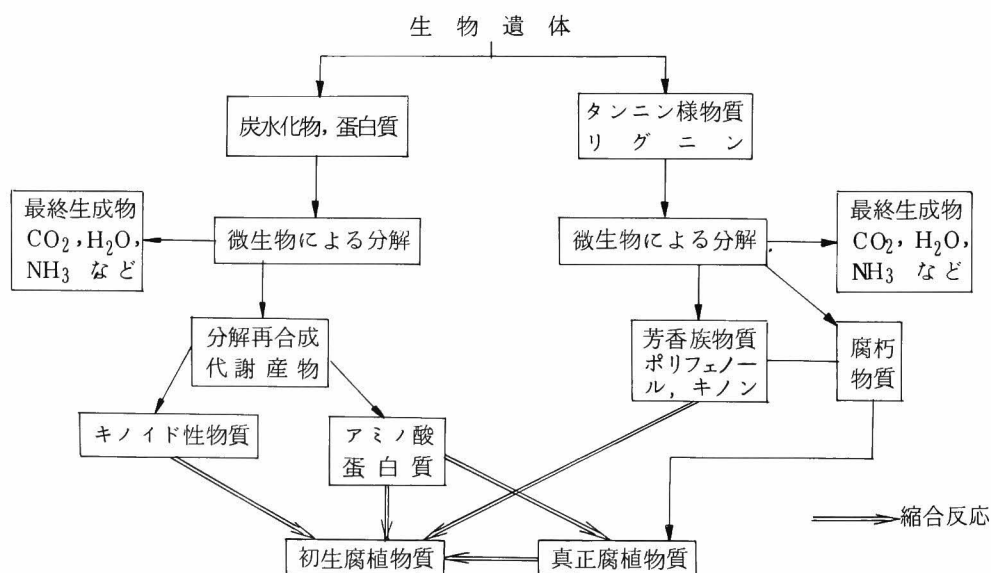 生物遺体
炭水化物，蛋白質
タンニン様物質
リグニン
最終生成物
CO₂，H₂O，
NH₃ など
微生物による分解
微生物による分解
最終生成物
CO₂，H₂O，
NH₃ など
分解再合成
代謝産物
芳香族物質
ポリフェノー
ル，キノン
腐朽
物質
キノイド性物質
アミノ酸
蛋白質
縮合反応
初生腐植物質
真正腐植物質